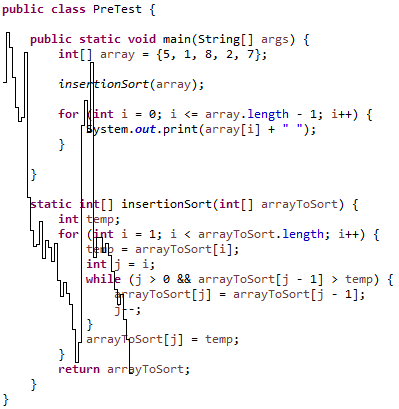 public class PreTest {
public static void main(String[] args) {
int[] array = {5, 1, 8, 2, 7};
insertionSort(array);
for (int i = 0; i <= array.length - 1; i++) {
System.out.print(array[i] + " ");
}
}
static int[] insertionSort(int[] arrayToSort) {
int temp;
for (int i = 1; i < arrayToSort.length; i++) {
temp = arrayToSort[i];
int j = i;
while (j > 0 && arrayToSort[j - 1] > temp) {
arrayToSort[j] = arrayToSort[j - 1];
j--;
}
arrayToSort[j] = temp;
}
return arrayToSort;
}
}